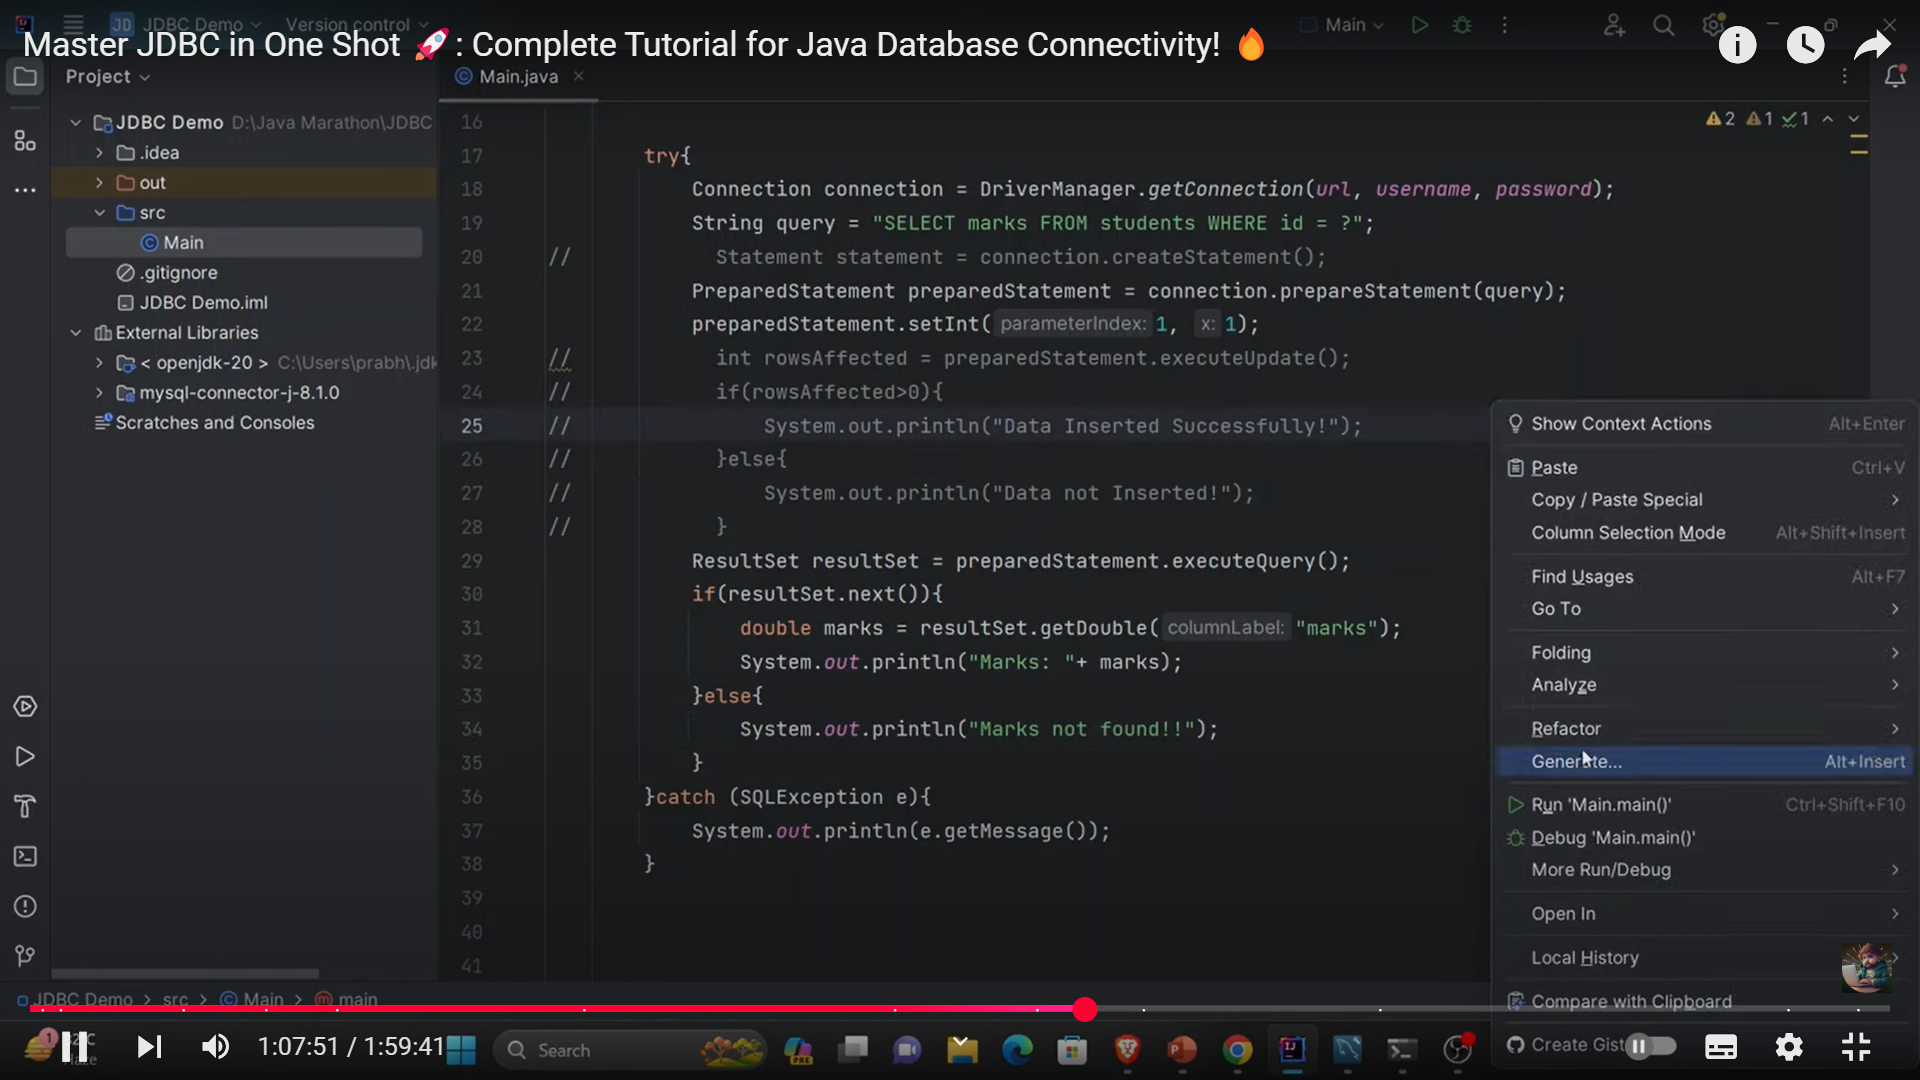 JD JDBC Demo Version control Main
Master JDBC in One Shot 🚀 : Complete Tutorial for Java Database Connectivity! 🔥
Project
Main.java
JDBC Demo D:\Java Marathon\JDBC
.idea
out
src
Main
.gitignore
JDBC Demo.iml
External Libraries
< openjdk-20 > C:\Users\prabh\.jdk
mysql-connector-j-8.1.0
Scratches and Consoles
2 1 1
16
17 try{
18 Connection connection = DriverManager.getConnection(url, username, password);
19 String query = "SELECT marks FROM students WHERE id = ?";
20 // Statement statement = connection.createStatement();
21 PreparedStatement preparedStatement = connection.prepareStatement(query);
22 preparedStatement.setInt( parameterIndex: 1, x: 1);
23 // int rowsAffected = preparedStatement.executeUpdate();
24 // if(rowsAffected>0){
25 // System.out.println("Data Inserted Successfully!");
26 // }else{
27 // System.out.println("Data not Inserted!");
28 // }
29 ResultSet resultSet = preparedStatement.executeQuery();
30 if(resultSet.next()){
31 double marks = resultSet.getDouble( columnLabel: "marks");
32 System.out.println("Marks: "+ marks);
33 }else{
34 System.out.println("Marks not found!!");
35 }
36 }catch (SQLException e){
37 System.out.println(e.getMessage());
38 }
39
40
41
Show Context Actions Alt+Enter
Paste Ctrl+V
Copy / Paste Special
Column Selection Mode Alt+Shift+Insert
Find Usages Alt+F7
Go To
Folding
Analyze
Refactor
Generate... Alt+Insert
Run 'Main.main()' Ctrl+Shift+F10
Debug 'Main.main()'
More Run/Debug
Open In
Local History
Compare with Clipboard
Create Gist
JDBC Demo > src > Main > main
1:07:51 / 1:59:41
Search